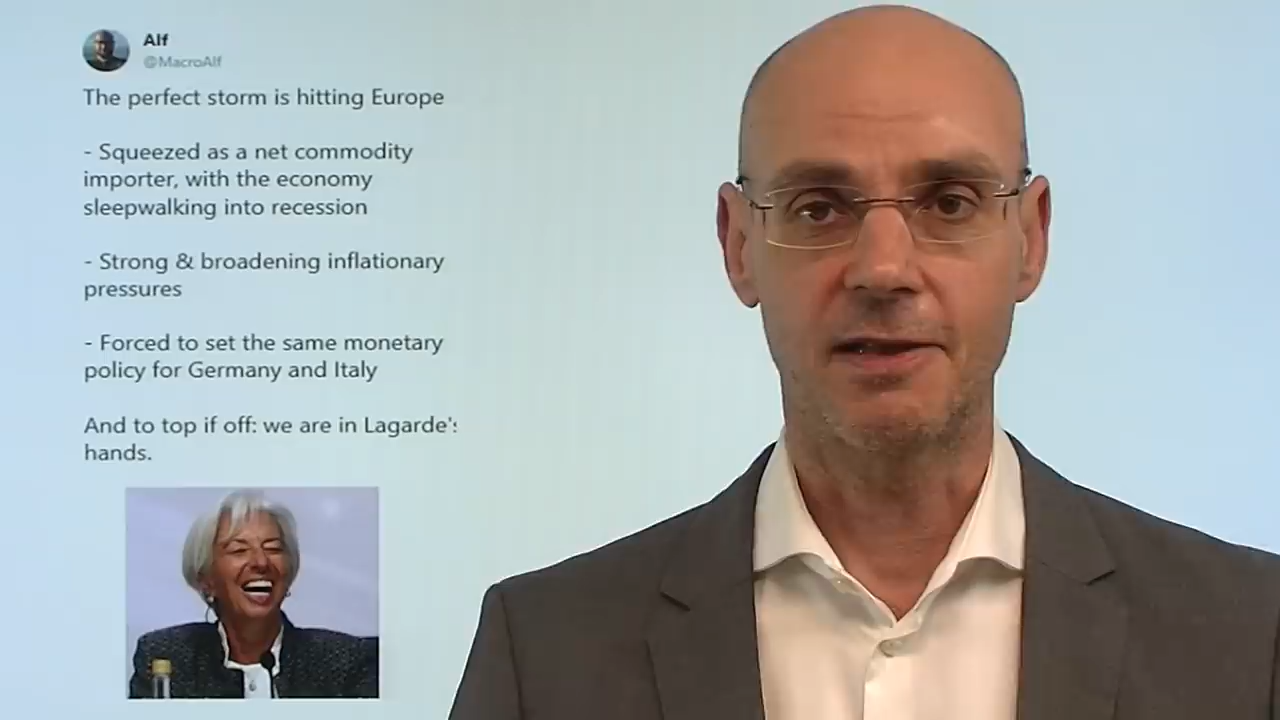 Alf
@MacroAlf
The perfect storm is hitting Europe
- Squeezed as a net commodity
importer, with the economy
sleepwalking into recession
- Strong & broadening inflationary
pressures
- Forced to set the same monetary
policy for Germany and Italy
And to top if off: we are in Lagarde's
hands.